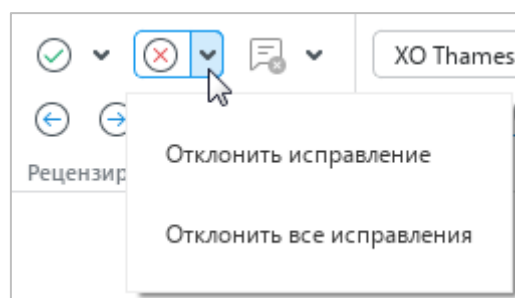 XO Thames
Отклонить исправление
Рецензир
Отклонить все исправления